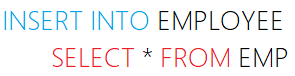 INSERT INTO EMPLOYEE
SELECT * FROM EMP